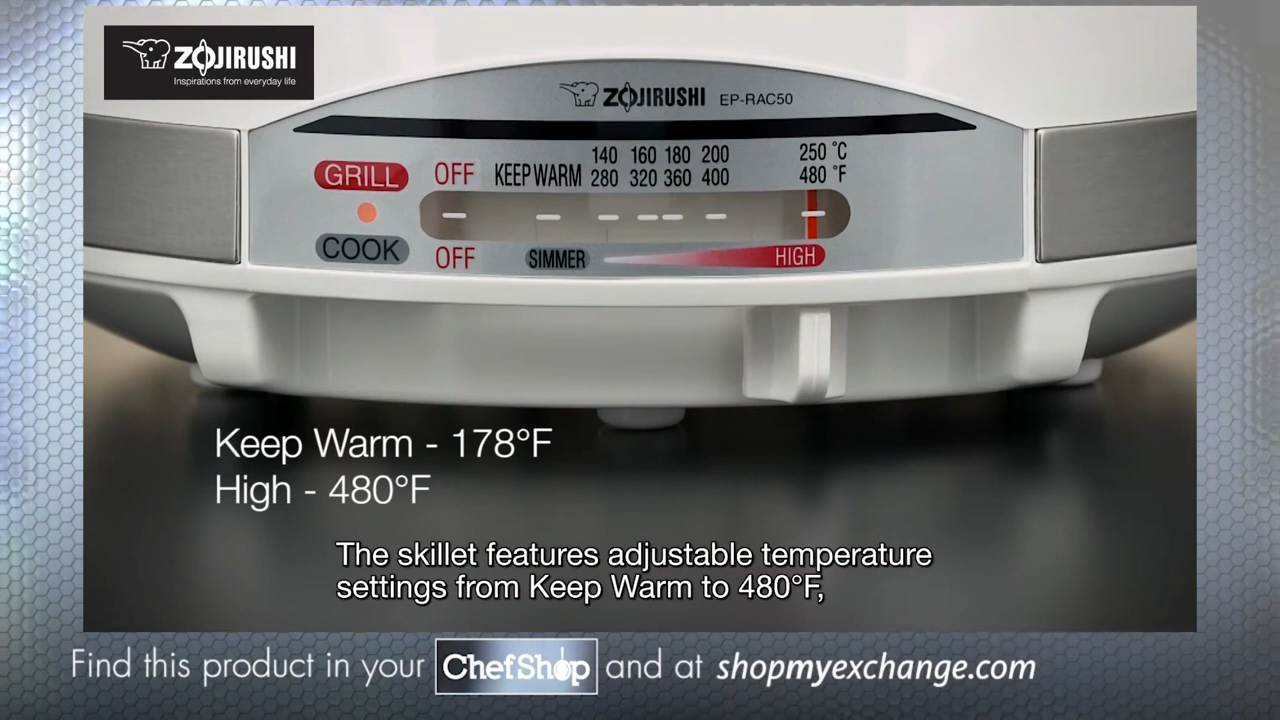 ZOJIRUSHI
Inspirations from everyday life
ZOJIRUSHI EP-RAC50
140 160 180 200 250 °C
GRILL OFF KEEP WARM 280 320 360 400 480 °F
COOK OFF SIMMER HIGH
Keep Warm - 178°F
High - 480°F
The skillet features adjustable temperature
settings from Keep Warm to 480°F,
Find this product in your ChefShop and at shopmyexchange.com